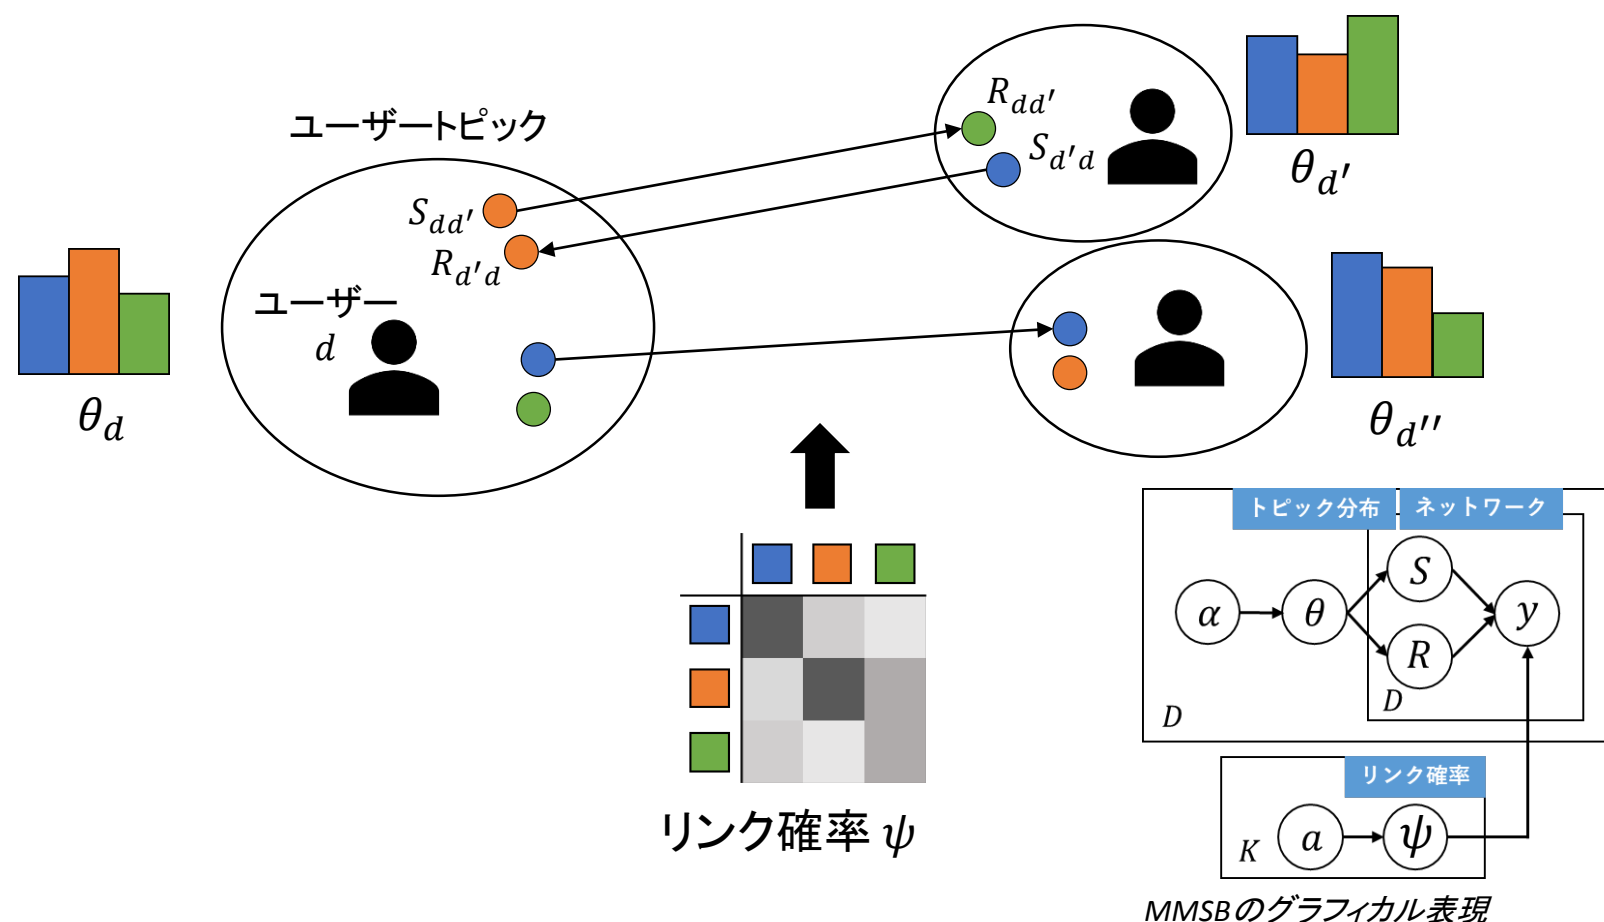 ユーザートピック
R_{dd'}
S_{d'd}
θ_{d'}
S_{dd'}
R_{d'd}
ユーザー
d
θ_d
θ_{d''}
リンク確率 ψ
トピック分布
ネットワーク
α
θ
S
R
y
D
D
リンク確率
K
a
ψ
MMSBのグラフィカル表現